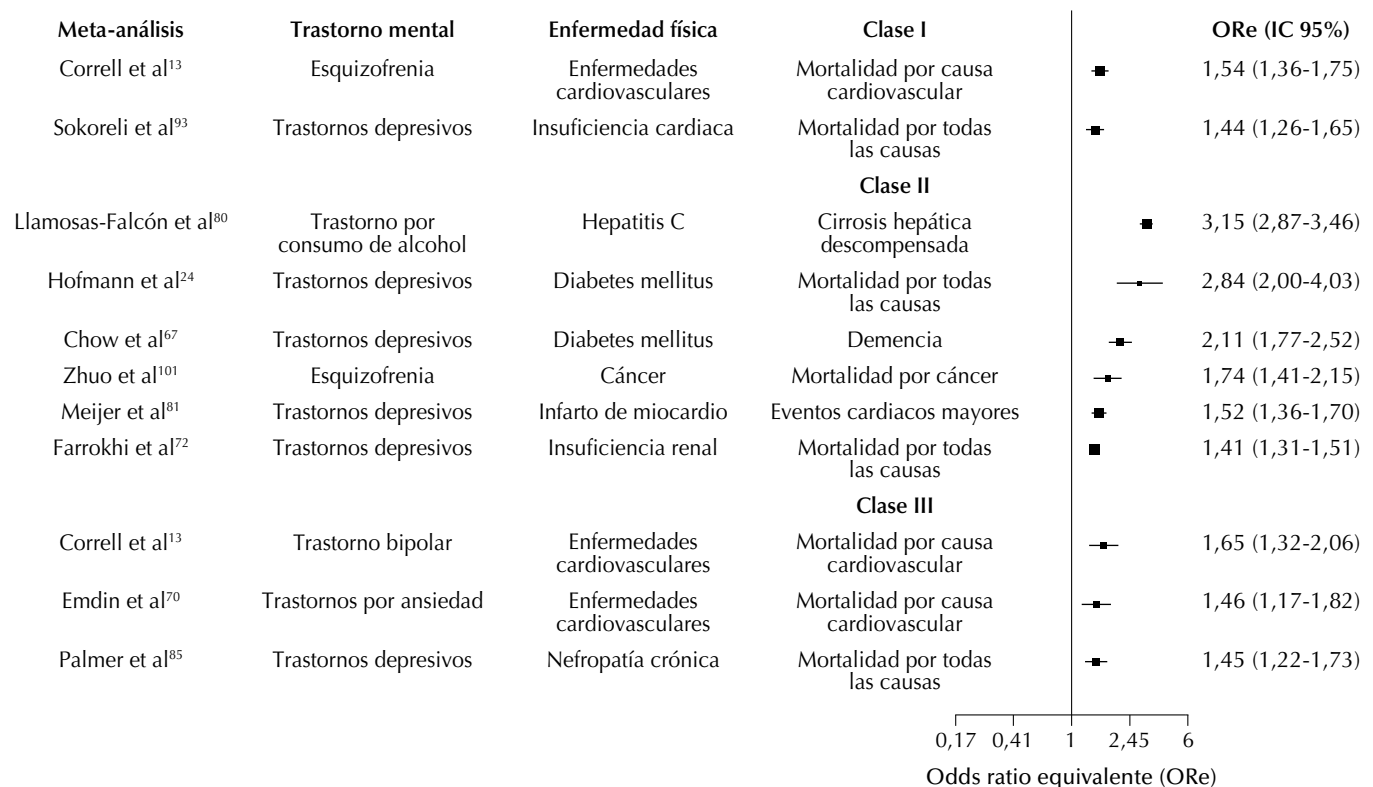 Meta-análisis Trastorno mental Enfermedad física Clase I ORe (IC 95%)
Correll et al13 Esquizofrenia Enfermedades Mortalidad por causa 1,54 (1,36-1,75)
cardiovasculares cardiovascular
Sokoreli et al93 Trastornos depresivos Insuficiencia cardiaca Mortalidad por todas 1,44 (1,26-1,65)
las causas
Clase II
Llamosas-Falcón et al80 Trastorno por Hepatitis C Cirrosis hepática 3,15 (2,87-3,46)
consumo de alcohol descompensada
Hofmann et al24 Trastornos depresivos Diabetes mellitus Mortalidad por todas 2,84 (2,00-4,03)
las causas
Chow et al67 Trastornos depresivos Diabetes mellitus Demencia 2,11 (1,77-2,52)
Zhuo et al101 Esquizofrenia Cáncer Mortalidad por cáncer 1,74 (1,41-2,15)
Meijer et al81 Trastornos depresivos Infarto de miocardio Eventos cardiacos mayores 1,52 (1,36-1,70)
Farrokhi et al72 Trastornos depresivos Insuficiencia renal Mortalidad por todas 1,41 (1,31-1,51)
las causas
Clase III
Correll et al13 Trastorno bipolar Enfermedades Mortalidad por causa 1,65 (1,32-2,06)
cardiovasculares cardiovascular
Emdin et al70 Trastornos por ansiedad Enfermedades Mortalidad por causa 1,46 (1,17-1,82)
cardiovasculares cardiovascular
Palmer et al85 Trastornos depresivos Nefropatía crónica Mortalidad por todas 1,45 (1,22-1,73)
las causas
0,17 0,41 1 2,45 6
Odds ratio equivalente (ORe)